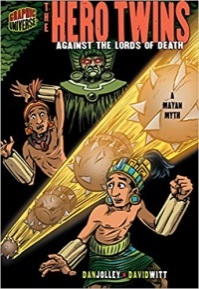 GRAPHIC
UNIVERSE
THE
HERO TWINS
AGAINST THE LORDS OF DEATH
A
MAYAN
MYTH
DAN JOLLEY · DAVID WITT